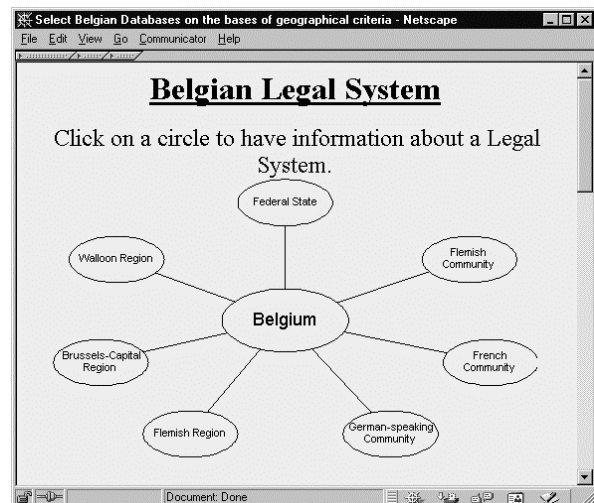 Select Belgian Databases on the bases of geographical criteria - Netscape
File Edit View Go Communicator Help
Belgian Legal System
Click on a circle to have information about a Legal
System.
Federal State
Walloon Region
Flemish
Community
Belgium
Brussels-Capital
Region
French
Community
Flemish Region
German-speaking
Community
Document: Done